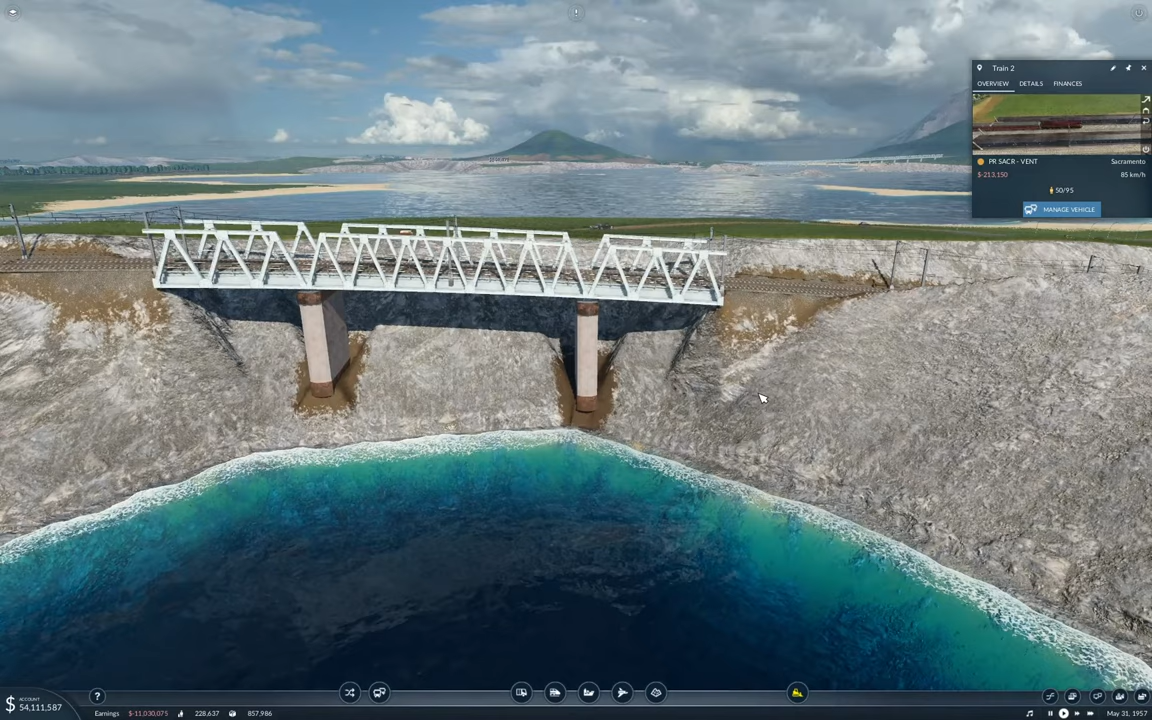 Train 2
OVERVIEW DETAILS FINANCES
PR SACR - VENT Sacramento
$-213,150 85 km/h
50/95
MANAGE VEHICLE
$ ACCOUNT
54,111,587
?
Earnings $-11,030,075 228,637 857,986
May 31, 1957